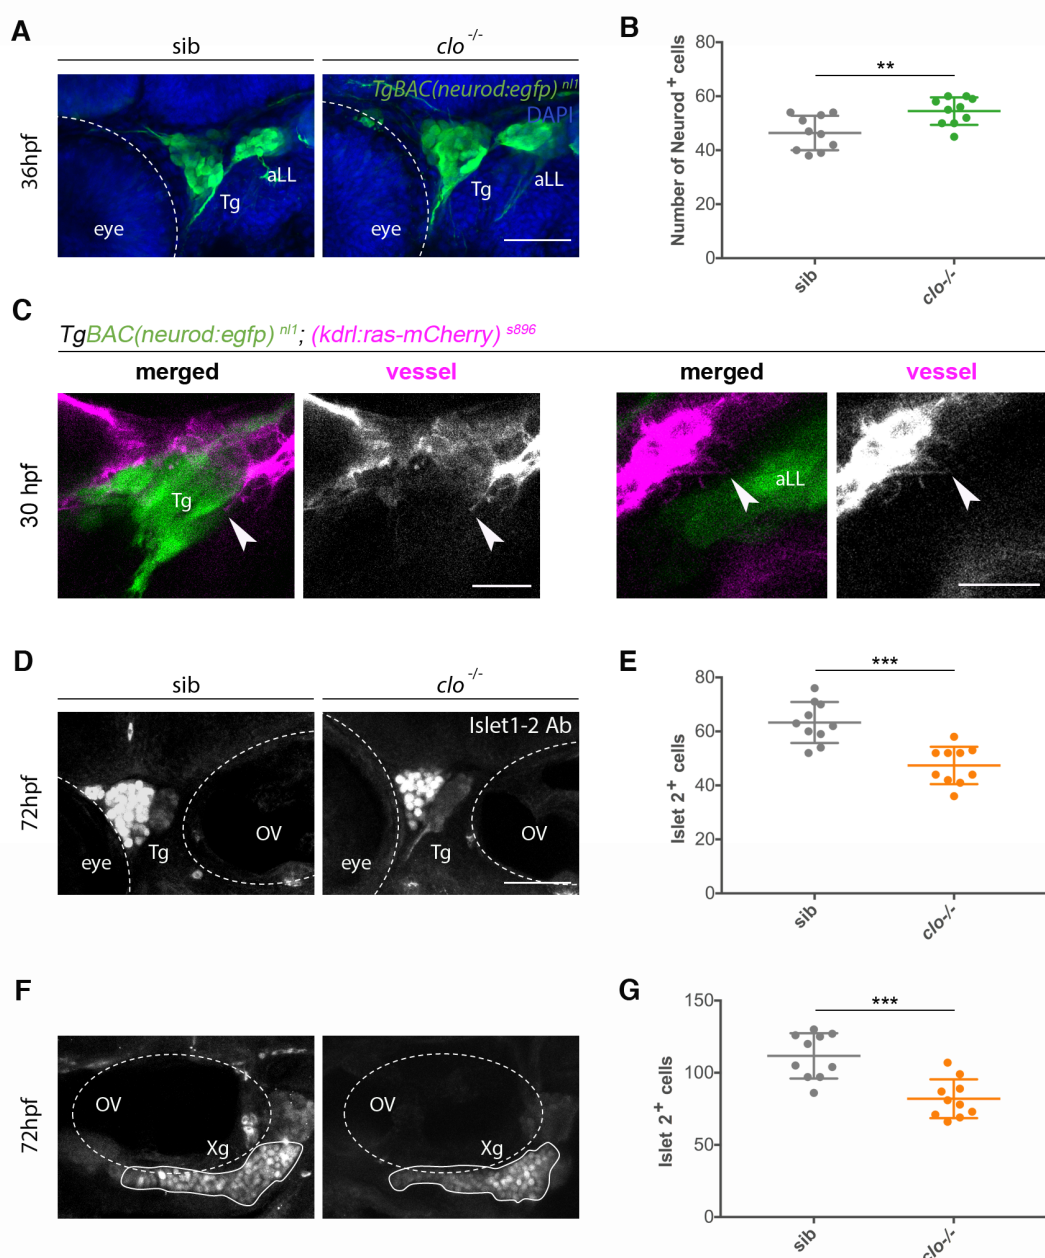 A
sib
clo -/-
TgBAC(neurod:egfp) nl1
DAPI
36hpf
eye
Tg
aLL
eye
Tg
aLL
B
Number of Neurod + cells
80
60
40
20
0
**
sib
clo-/-
C
TgBAC(neurod:egfp) nl1; (kdrl:ras-mCherry) s896
merged
vessel
merged
vessel
30 hpf
Tg
aLL
D
sib
clo -/-
Islet1-2 Ab
72hpf
eye
Tg
OV
eye
Tg
OV
E
Islet 2+ cells
80
60
40
20
0
***
sib
clo-/-
F
72hpf
OV
Xg
OV
Xg
G
Islet 2+ cells
150
100
50
0
***
sib
clo-/-